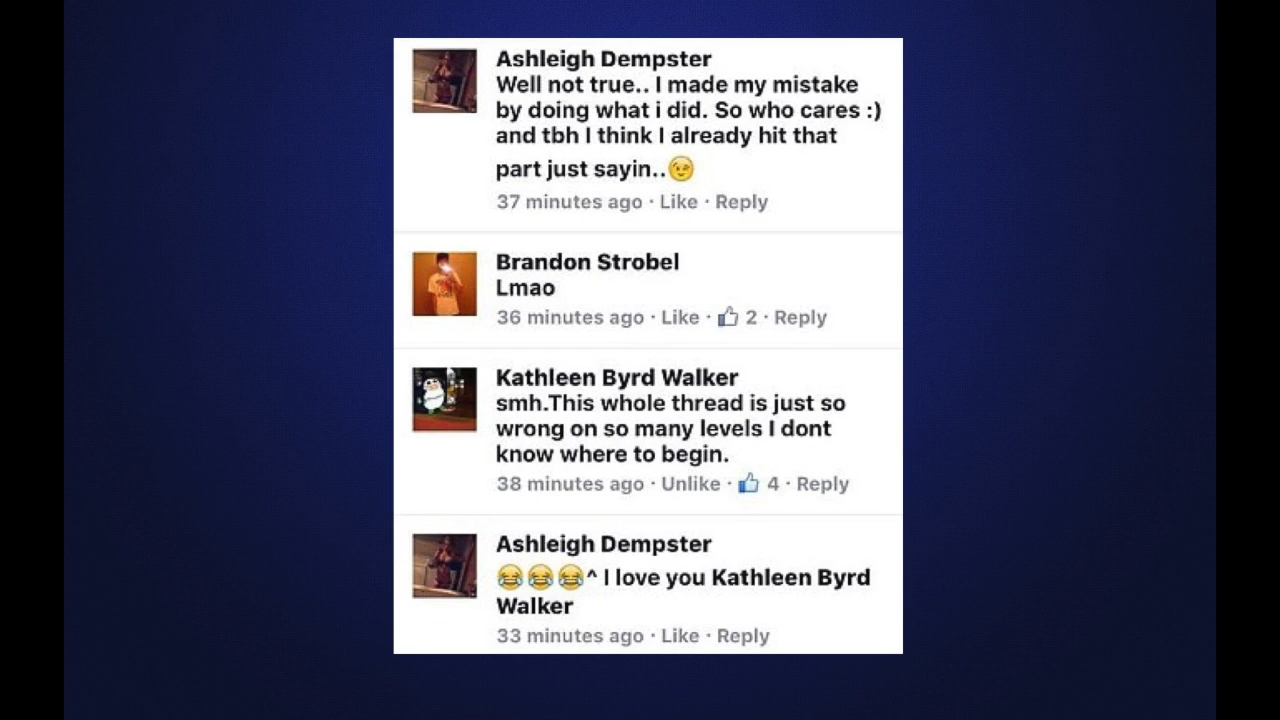 Ashleigh Dempster
Well not true.. I made my mistake
by doing what i did. So who cares :)
and tbh I think I already hit that
part just sayin..😉
37 minutes ago · Like · Reply
Brandon Strobel
Lmao
36 minutes ago · Like · 👍 2 · Reply
Kathleen Byrd Walker
smh.This whole thread is just so
wrong on so many levels I dont
know where to begin.
38 minutes ago · Unlike · 👍 4 · Reply
Ashleigh Dempster
😂😂😂^ I love you Kathleen Byrd
Walker
33 minutes ago · Like · Reply